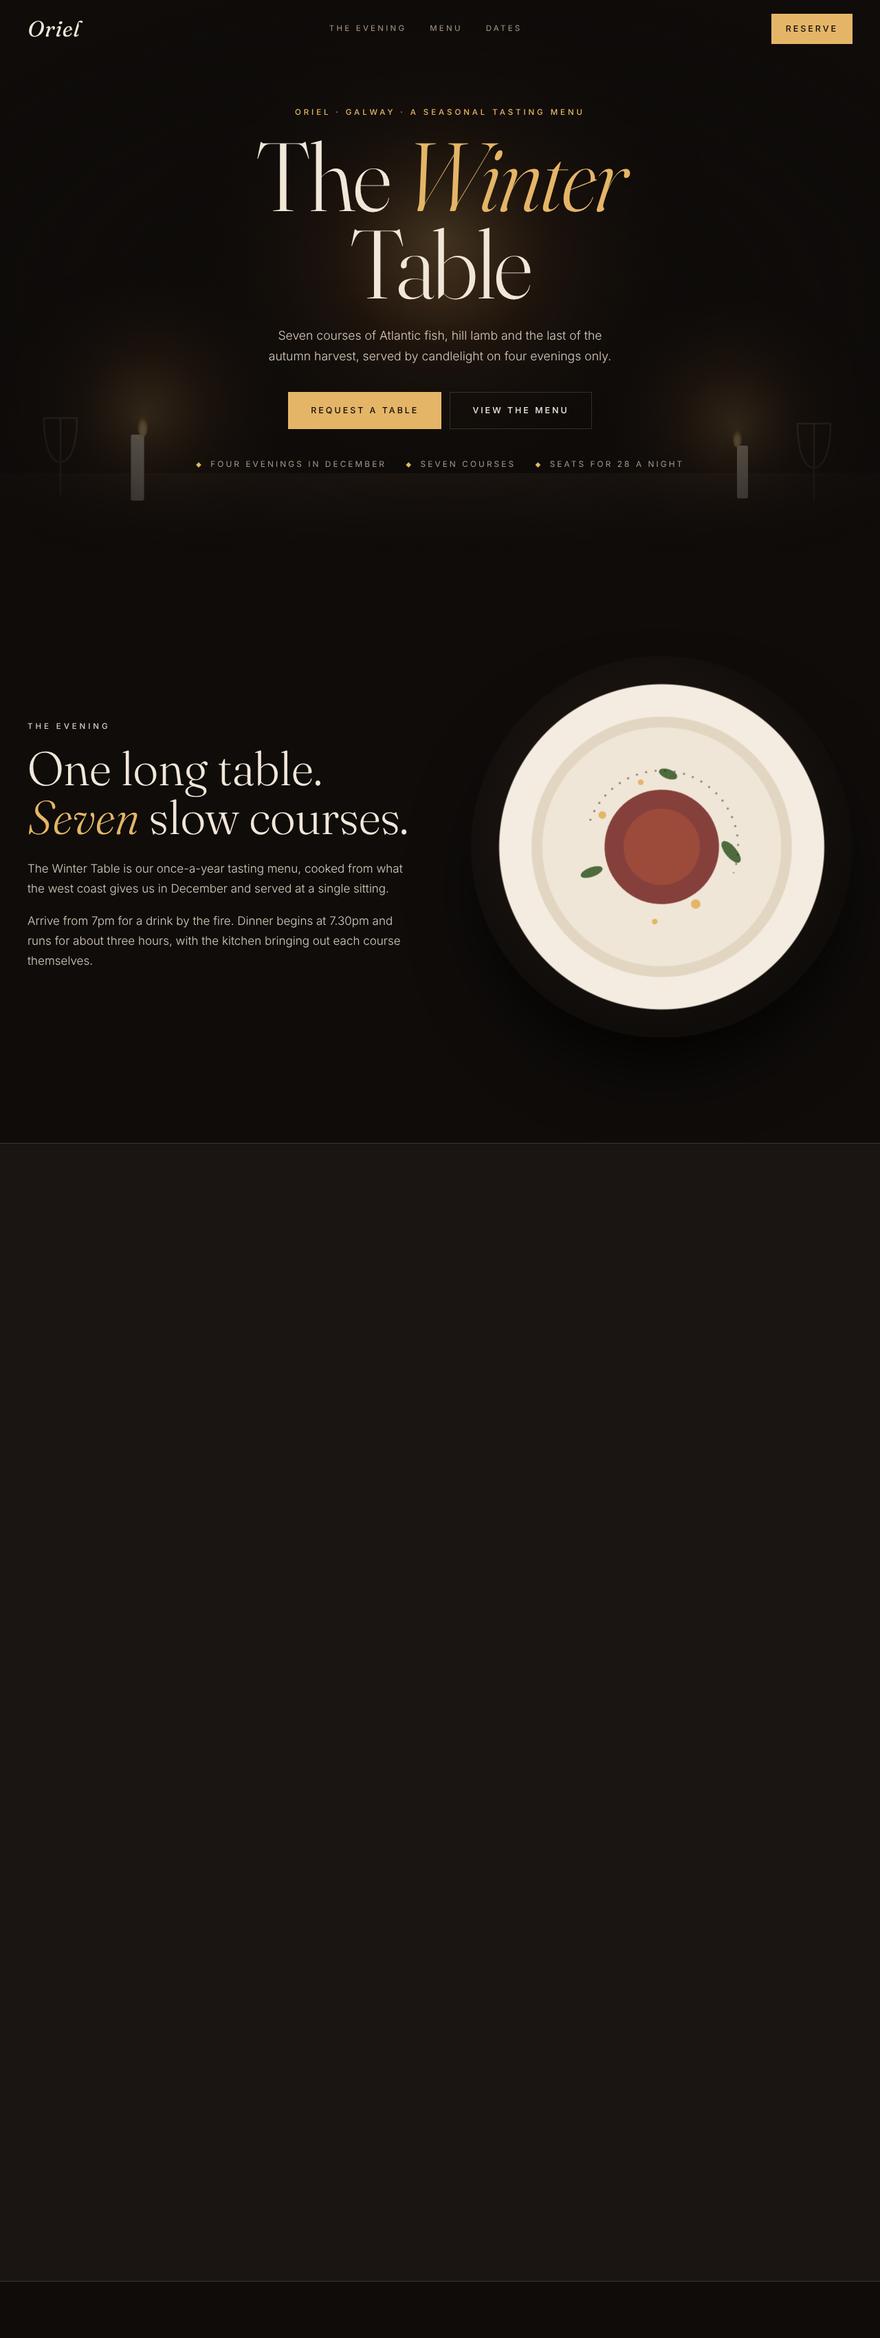 Oriel
THE EVENING
MENU
DATES
RESERVE
ORIEL · GALWAY · A SEASONAL TASTING MENU
The Winter
Table
Seven courses of Atlantic fish, hill lamb and the last of the
autumn harvest, served by candlelight on four evenings only.
REQUEST A TABLE
VIEW THE MENU
FOUR EVENINGS IN DECEMBER
SEVEN COURSES
SEATS FOR 28 A NIGHT
THE EVENING
One long table.
Seven slow courses.
The Winter Table is our once-a-year tasting menu, cooked from what
the west coast gives us in December and served at a single sitting.
Arrive from 7pm for a drink by the fire. Dinner begins at 7.30pm and
runs for about three hours, with the kitchen bringing out each course
themselves.